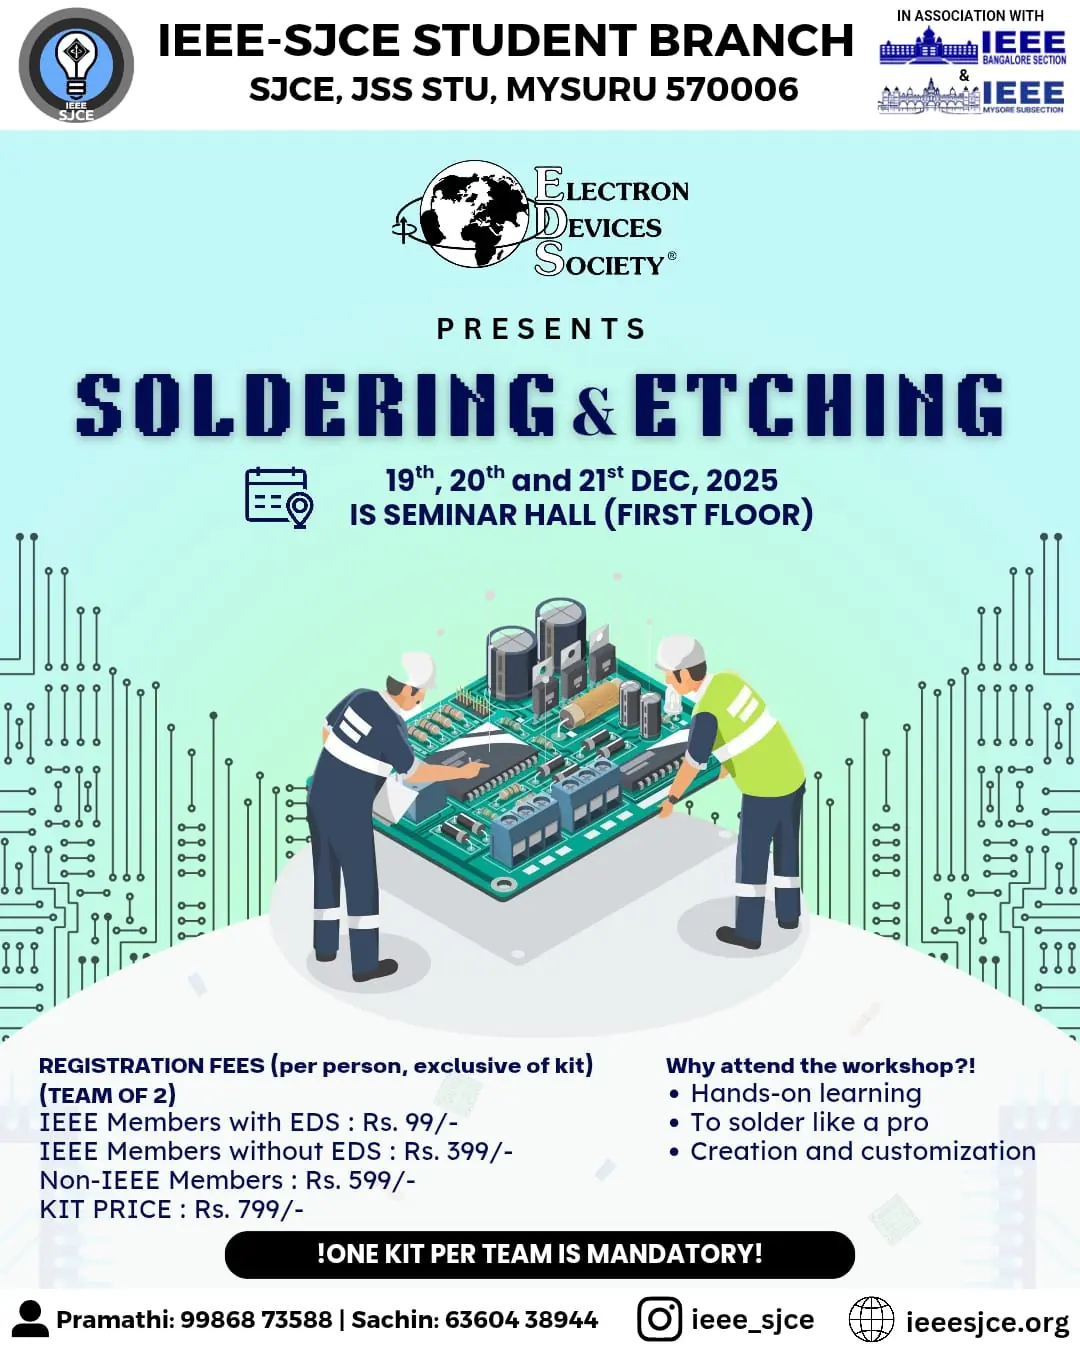 IEEE-SJCE STUDENT BRANCH
SJCE, JSS STU, MYSURU 570006
IEEE
SJCE
IN ASSOCIATION WITH
IEEE
BANGALORE SECTION
&
IEEE
MYSORE SUBSECTION
ELECTRON
DEVICES
SOCIETY®
PRESENTS
SOLDERING & ETCHING
19th, 20th and 21st DEC, 2025
IS SEMINAR HALL (FIRST FLOOR)
REGISTRATION FEES (per person, exclusive of kit)
(TEAM OF 2)
IEEE Members with EDS : Rs. 99/-
IEEE Members without EDS : Rs. 399/-
Non-IEEE Members : Rs. 599/-
KIT PRICE : Rs. 799/-
Why attend the workshop?!
• Hands-on learning
• To solder like a pro
• Creation and customization
!ONE KIT PER TEAM IS MANDATORY!
Pramathi: 99868 73588 | Sachin: 63604 38944
ieee_sjce
ieeesjce.org